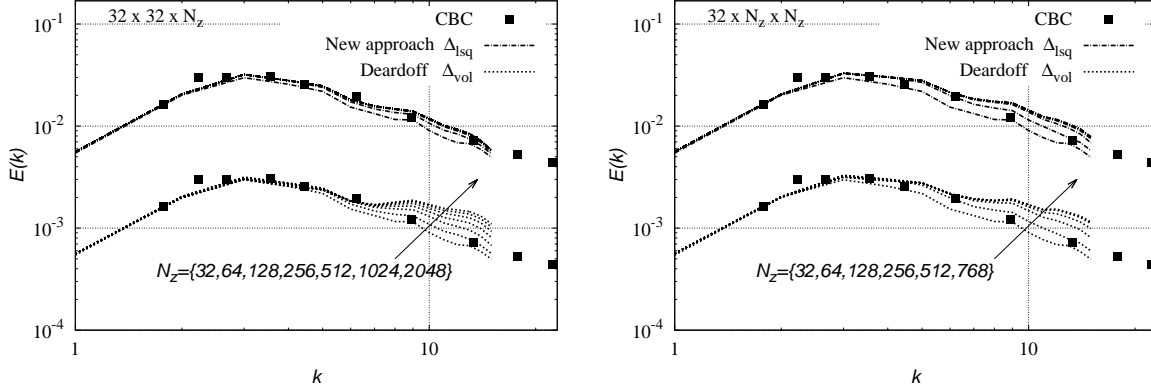 10^-1
10^-2
10^-3
10^-4
E(k)
32 x 32 x N_z
CBC
New approach Δ_lsq
Deardoff Δ_vol
N_z={32,64,128,256,512,1024,2048}
1
10
k
10^-1
10^-2
10^-3
10^-4
E(k)
32 x N_z x N_z
CBC
New approach Δ_lsq
Deardoff Δ_vol
N_z={32,64,128,256,512,768}
1
10
k